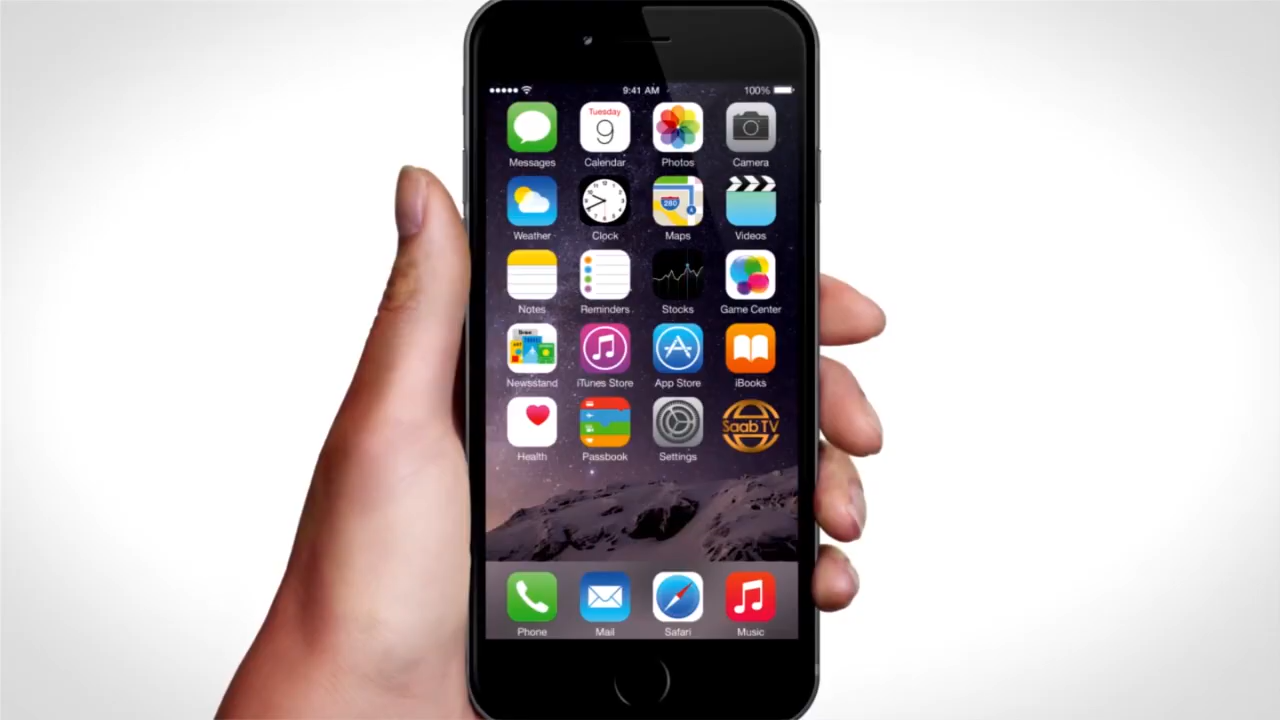 9:41 AM 100%
Tuesday
9
Messages Calendar Photos Camera
280
Weather Clock Maps Videos
Notes Reminders Stocks Game Center
Newsstand iTunes Store App Store iBooks
Saab TV
Health Passbook Settings
Phone Mail Safari Music